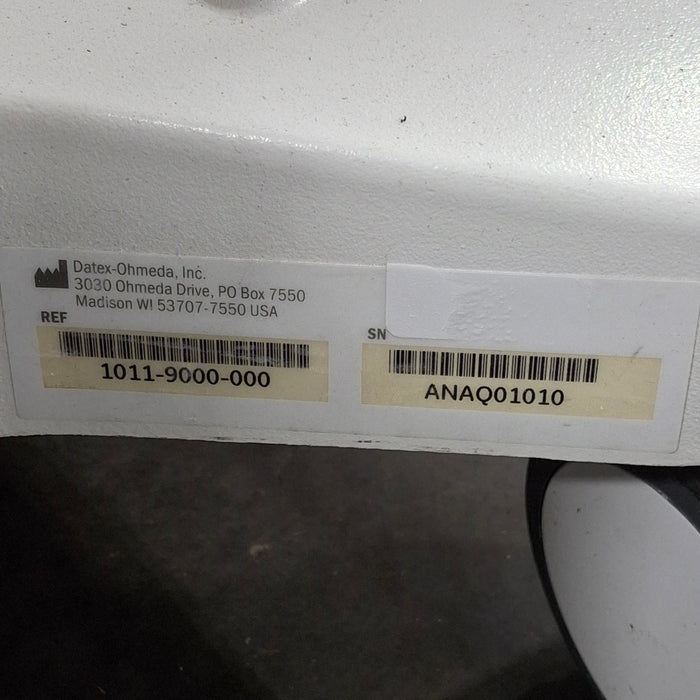 Datex-Ohmeda, Inc.
3030 Ohmeda Drive, PO Box 7550
Madison WI 53707-7550 USA
REF
1011-9000-000
SN
ANAQ01010